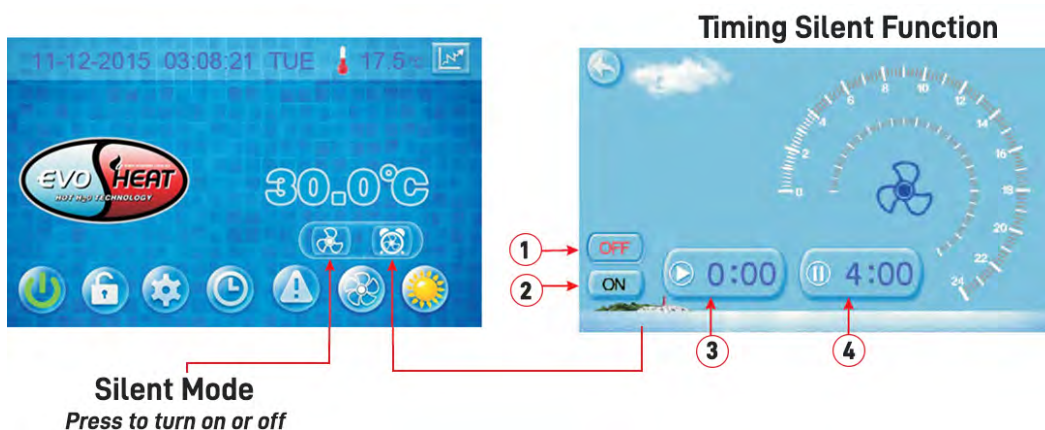 Timing Silent Function
11-12-2015 03:08:21 TUE 17.5℃
EVO HEAT
HOT H2O TECHNOLOGY
30.0°C
0 2 4 6 8 10 12 14 16 18 20 22 24
1 OFF
2 ON
0:00 4:00
3 4
Silent Mode
Press to turn on or off